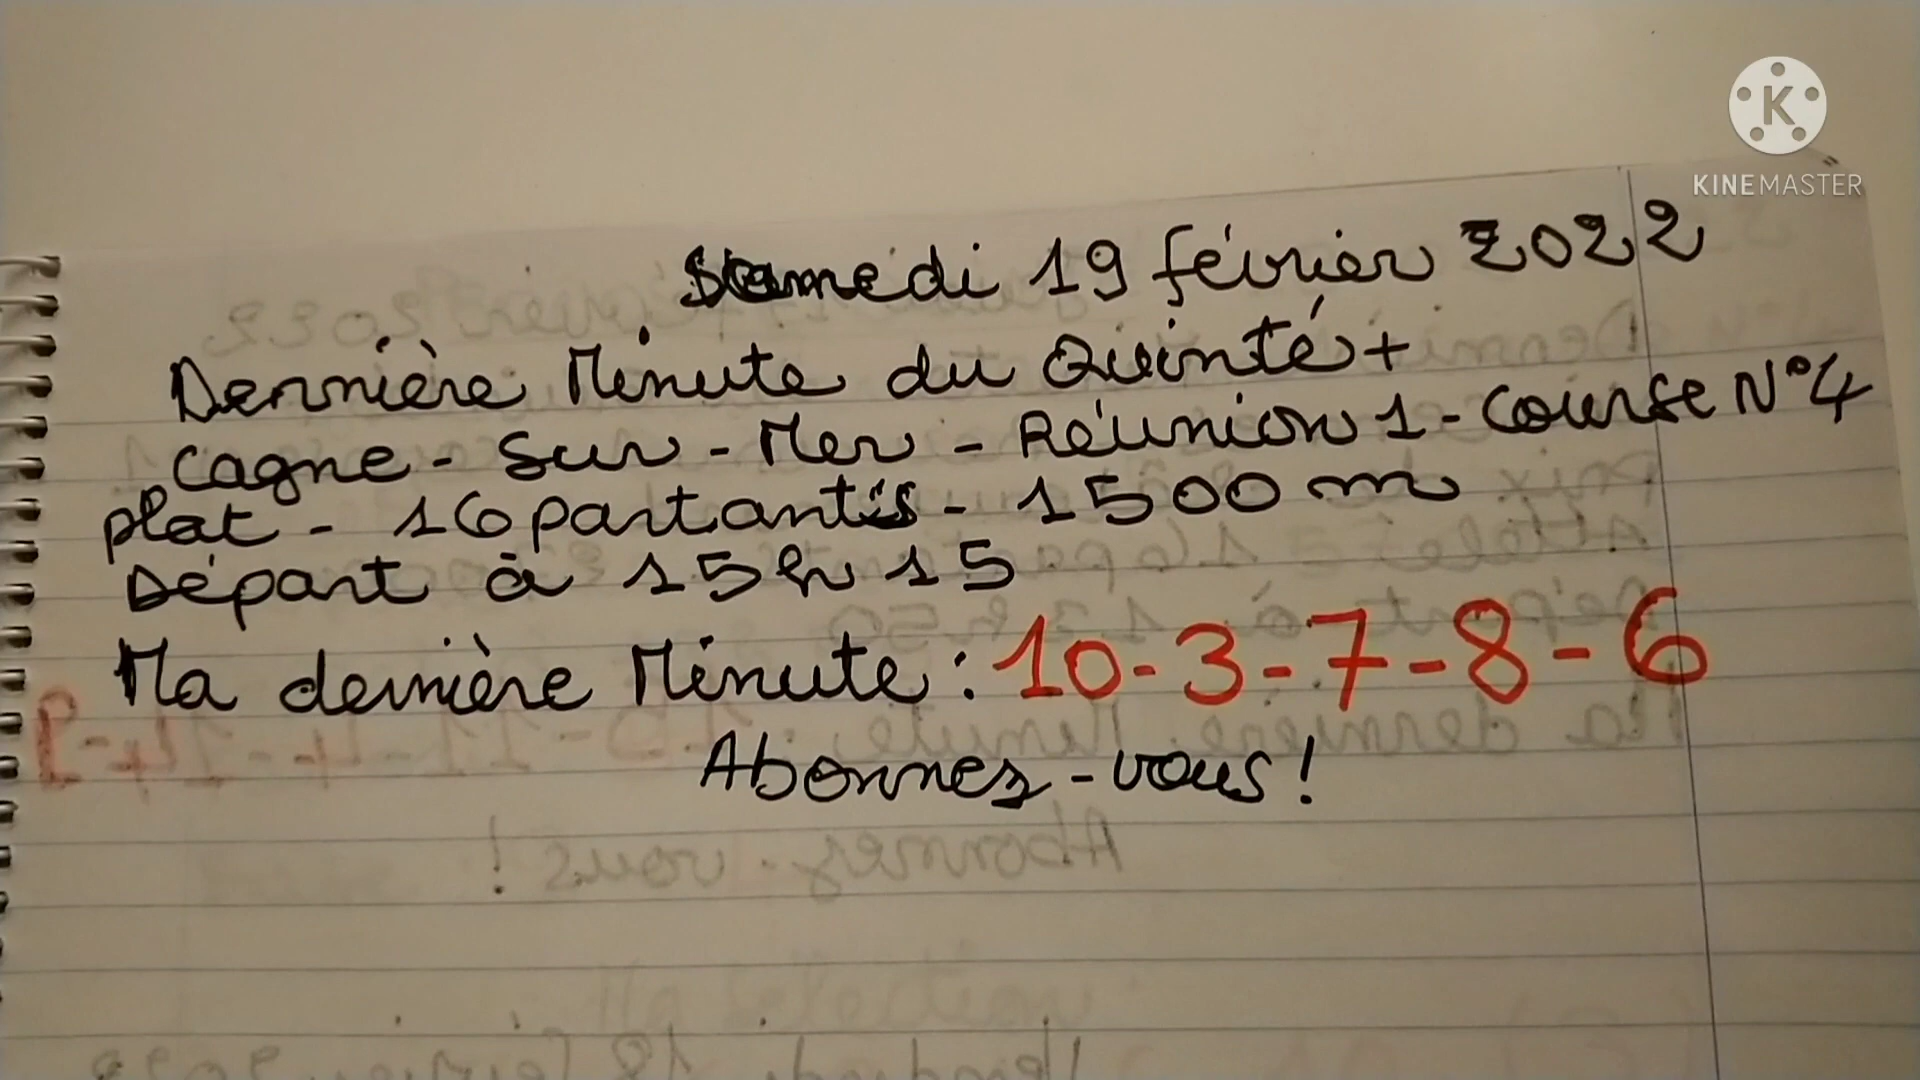 K
KINEMASTER
Samedi 19 février 2022
Dernière Minute du Quinté+
Cagne-Sur-Mer-Réunion 1-Course N°4
plat-16 partants-1500 m
Départ à 15h15
Ma dernière Minute: 10-3-7-8-6
Abonnez-vous!